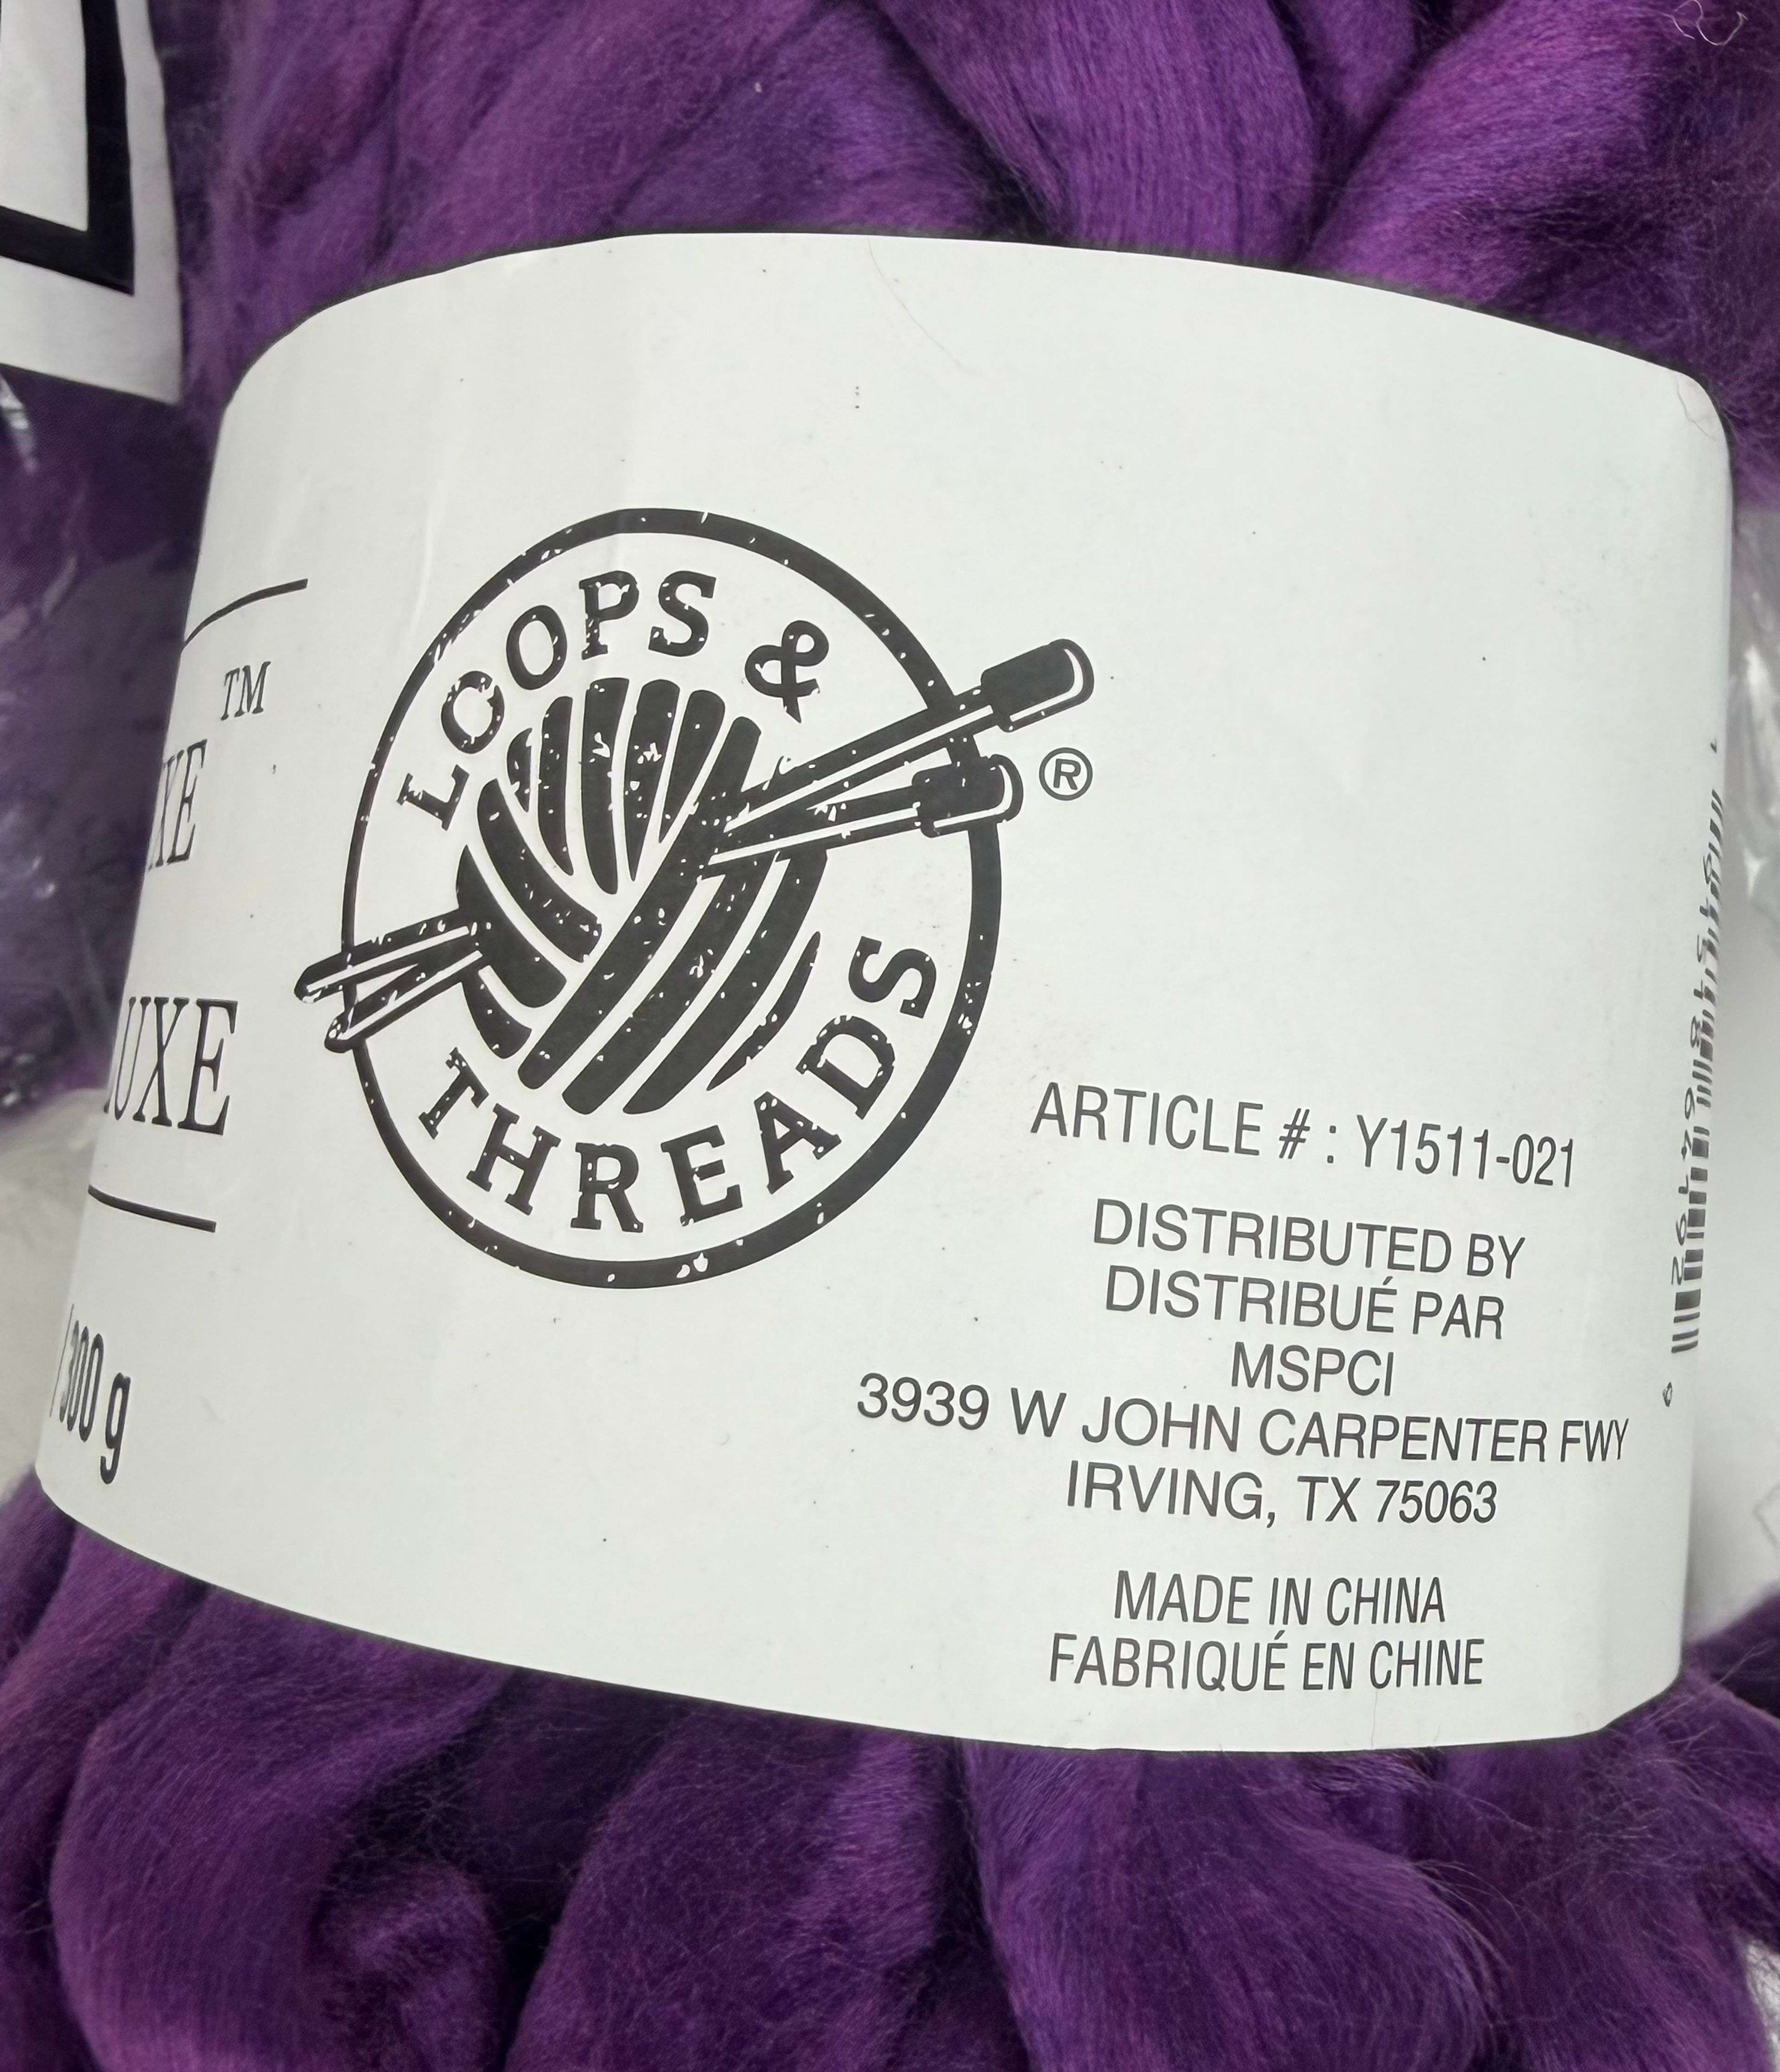 TM
UXE
/300 g
LOOPS &
THREADS
®
ARTICLE # : Y1511-021
DISTRIBUTED BY
DISTRIBUÉ PAR
MSPCI
3939 W JOHN CARPENTER FWY
IRVING, TX 75063
MADE IN CHINA
FABRIQUÉ EN CHINE